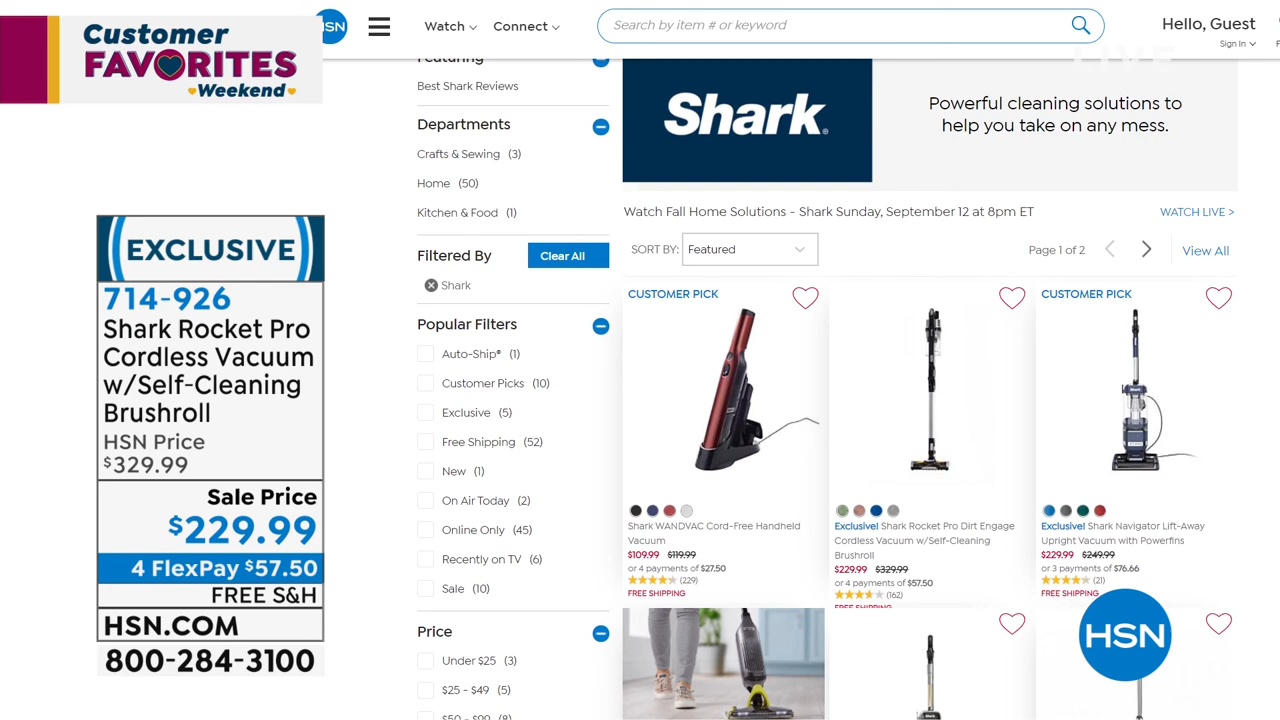 Customer
FAVORITES
Weekend
EXCLUSIVE
714-926
Shark Rocket Pro
Cordless Vacuum
w/Self-Cleaning
Brushroll
HSN Price
$329.99
Sale Price
$229.99
4 FlexPay $57.50
FREE S&H
HSN.COM
800-284-3100
HSN
Watch
Connect
Search by item # or keyword
Hello, Guest
Sign In
LIVE
Featuring
Best Shark Reviews
Departments
Crafts & Sewing (3)
Home (50)
Kitchen & Food (1)
Filtered By
Clear All
Shark
Popular Filters
Auto-Ship® (1)
Customer Picks (10)
Exclusive (5)
Free Shipping (52)
New (1)
On Air Today (2)
Online Only (45)
Recently on TV (6)
Sale (10)
Price
Under $25 (3)
$25 - $49 (5)
$50 - $99 (8)
Shark®
Powerful cleaning solutions to
help you take on any mess.
Watch Fall Home Solutions - Shark Sunday, September 12 at 8pm ET
WATCH LIVE >
SORT BY: Featured
Page 1 of 2
View All
CUSTOMER PICK
Shark WANDVAC Cord-Free Handheld
Vacuum
$109.99 $119.99
or 4 payments of $27.50
(229)
FREE SHIPPING
Exclusive! Shark Rocket Pro Dirt Engage
Cordless Vacuum w/Self-Cleaning
Brushroll
$229.99 $329.99
or 4 payments of $57.50
(162)
FREE SHIPPING
CUSTOMER PICK
Exclusive! Shark Navigator Lift-Away
Upright Vacuum with Powerfins
$229.99 $249.99
or 3 payments of $76.66
(21)
FREE SHIPPING
Shark
HSN